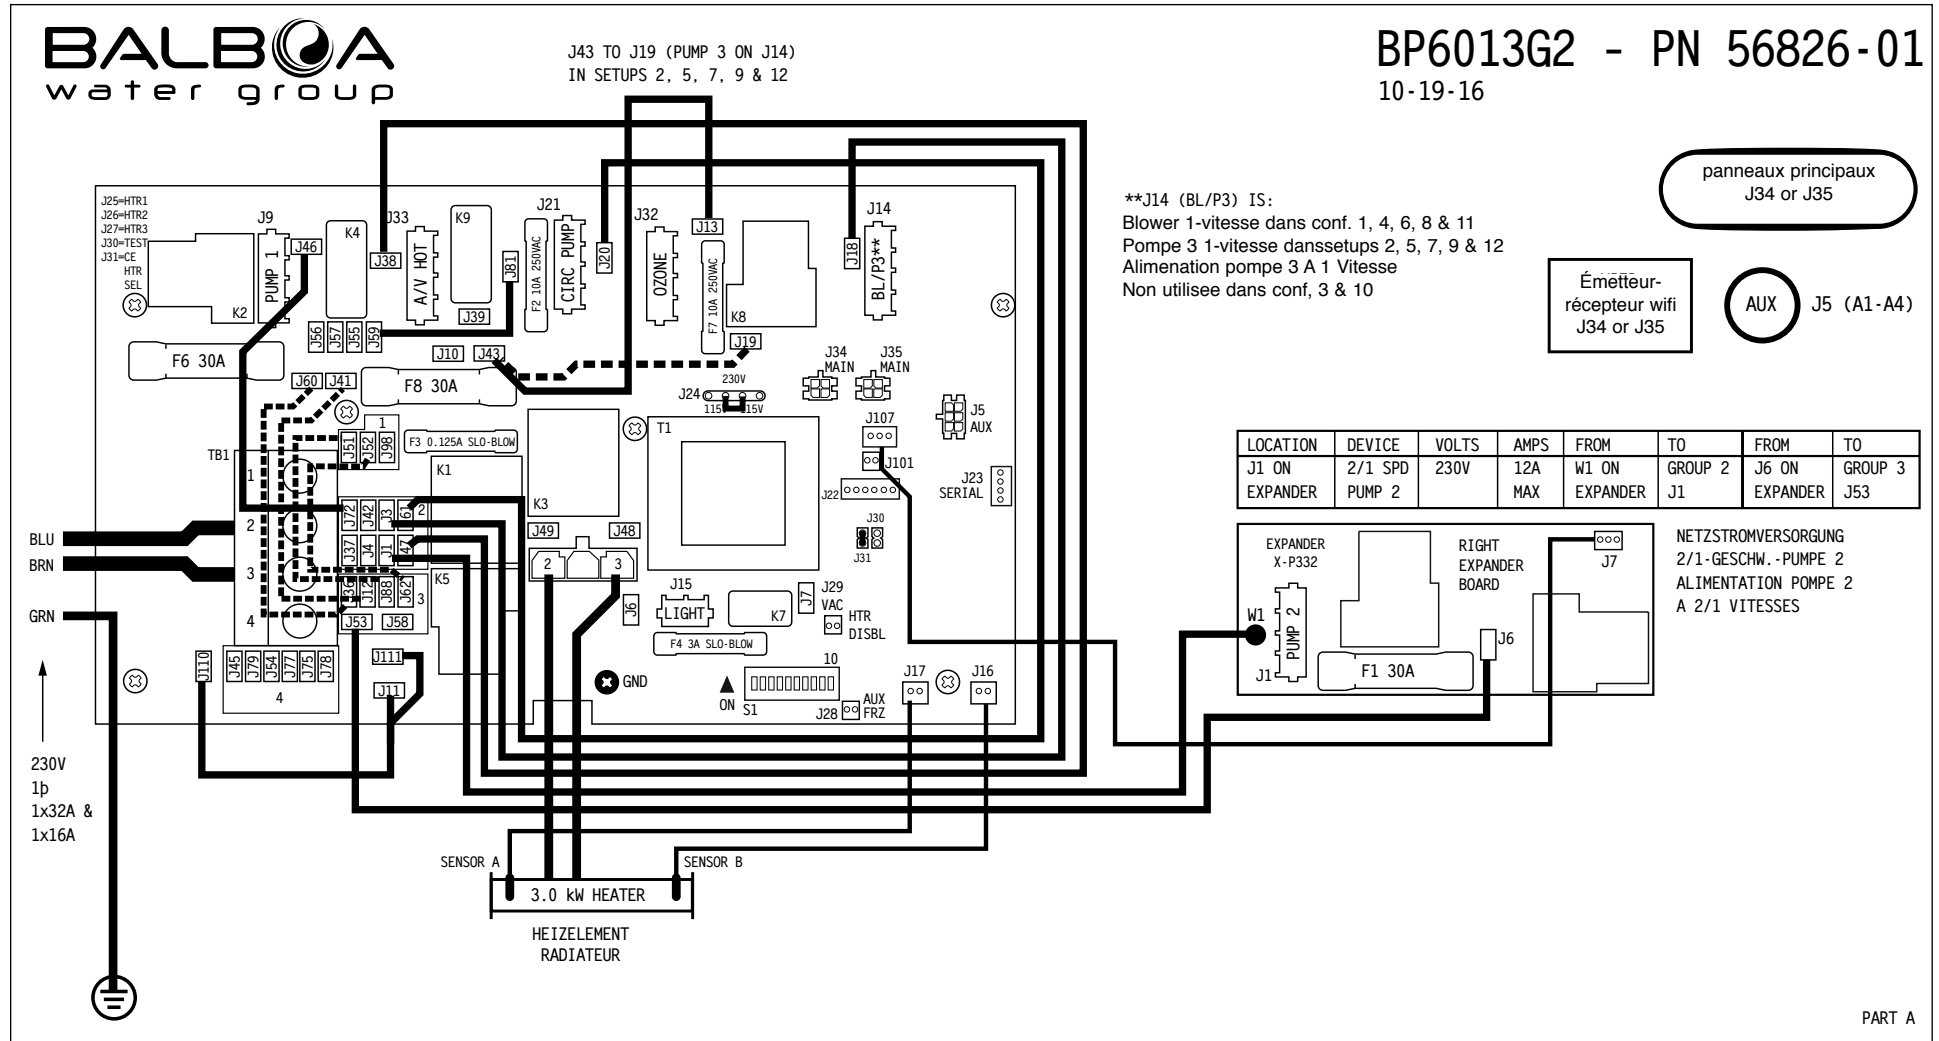 BALBOA
water group
J43 TO J19 (PUMP 3 ON J14)
IN SETUPS 2, 5, 7, 9 & 12
BP6013G2 - PN 56826-01
10-19-16
panneaux principaux
J34 or J35
**J14 (BL/P3) IS:
Blower 1-vitesse dans conf. 1, 4, 6, 8 & 11
Pompe 3 1-vitesse danssetups 2, 5, 7, 9 & 12
Alimenation pompe 3 A 1 Vitesse
Non utilisee dans conf, 3 & 10
Émetteur-
récepteur wifi
J34 or J35
AUX
J5 (A1-A4)
J25=HTR1
J26=HTR2
J27=HTR3
J30=TEST
J31=CE
HTR
SEL
J9
PUMP 1
K2
J46
K4
J33
A/V HOT
J38
K9
J39
J81
J21
CIRC PUMP
F2 10A 250VAC
J20
J32
OZONE
J13
F7 10A 250VAC
K8
J19
J18
J14
BL/P3**
J56
J57
J55
J59
J10
J43
F6 30A
J60
J41
F8 30A
230V
J24
115V
115V
J34
MAIN
J35
MAIN
J5
AUX
J107
J101
J22
J23
SERIAL
J30
J31
TB1
1
2
3
4
1
J51
J52
J98
F3 0.125A SLO-BLOW
K1
K3
T1
J72
J42
J3
J61
2
J37
J4
J1
J47
J36
J12
J88
J62
3
J53
J58
K5
J49
J48
2
3
J6
J15
LIGHT
K7
F4 3A SLO-BLOW
J7
J29
VAC
HTR
DISBL
GND
ON
S1
10
J28
AUX
FRZ
J17
J16
J110
J45
J79
J54
J77
J75
J78
4
J111
J11
BLU
BRN
GRN
230V
1þ
1x32A &
1x16A
SENSOR A
SENSOR B
3.0 kW HEATER
HEIZELEMENT
RADIATEUR
LOCATION DEVICE VOLTS AMPS FROM TO FROM TO
J1 ON 2/1 SPD 230V 12A W1 ON GROUP 2 J6 ON GROUP 3
EXPANDER PUMP 2 MAX EXPANDER J1 EXPANDER J53
EXPANDER
X-P332
RIGHT
EXPANDER
BOARD
W1
PUMP 2
J1
F1 30A
J6
J7
NETZSTROMVERSORGUNG
2/1-GESCHW.-PUMPE 2
ALIMENTATION POMPE 2
A 2/1 VITESSES
PART A